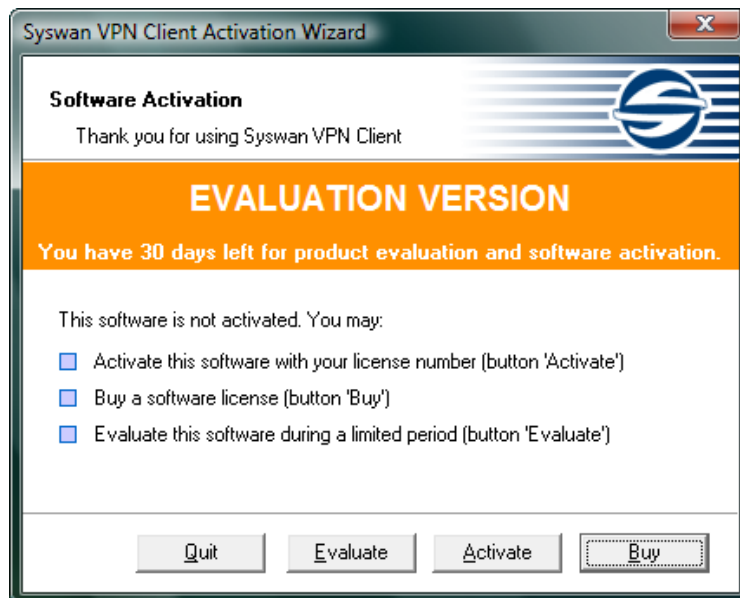 Syswan VPN Client Activation Wizard
Software Activation
Thank you for using Syswan VPN Client
EVALUATION VERSION
You have 30 days left for product evaluation and software activation.
This software is not activated. You may:
Activate this software with your license number (button 'Activate')
Buy a software license (button 'Buy')
Evaluate this software during a limited period (button 'Evaluate')
Quit Evaluate Activate Buy